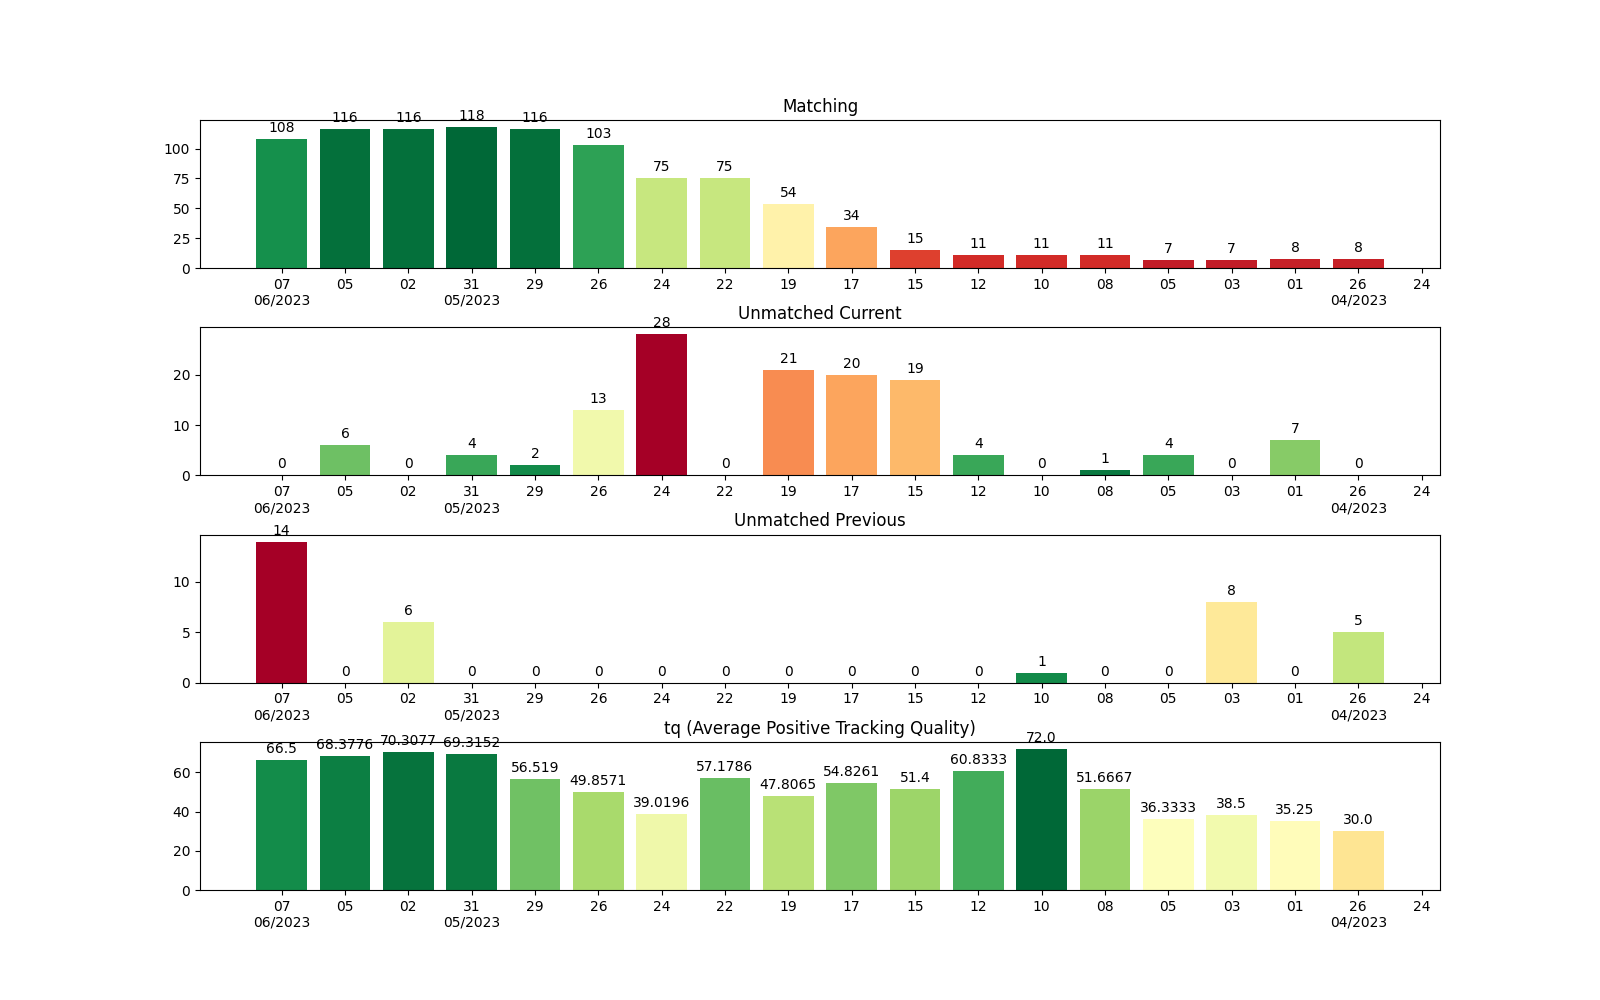 Matching
108 116 116 118 116 103 75 75 54 34 15 11 11 11 7 7 8 8
100
75
50
25
0
07 05 02 31 29 26 24 22 19 17 15 12 10 08 05 03 01 26 24
06/2023 05/2023 04/2023
Unmatched Current
0 6 0 4 2 13 28 0 21 20 19 4 0 1 4 0 7 0
20
10
0
07 05 02 31 29 26 24 22 19 17 15 12 10 08 05 03 01 26 24
06/2023 05/2023 04/2023
Unmatched Previous
14 0 6 0 0 0 0 0 0 0 0 0 1 0 0 8 0 5
10
5
0
07 05 02 31 29 26 24 22 19 17 15 12 10 08 05 03 01 26 24
06/2023 05/2023 04/2023
tq (Average Positive Tracking Quality)
66.5 68.3776 70.3077 69.3152 56.519 49.8571 39.0196 57.1786 47.8065 54.8261 51.4 60.8333 72.0 51.6667 36.3333 38.5 35.25 30.0
60
40
20
0
07 05 02 31 29 26 24 22 19 17 15 12 10 08 05 03 01 26 24
06/2023 05/2023 04/2023